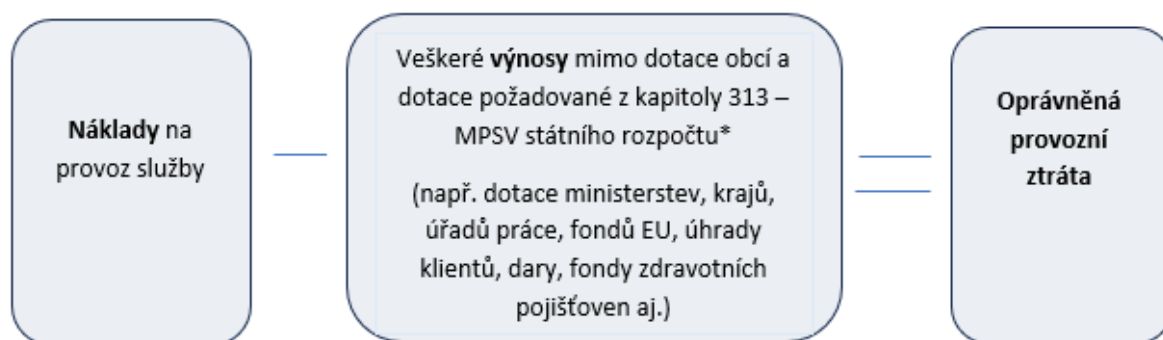 Náklady na
provoz služby
Veškeré výnosy mimo dotace obcí a
dotace požadované z kapitoly 313 –
MPSV státního rozpočtu*
(např. dotace ministerstev, krajů,
úřadů práce, fondů EU, úhrady
klientů, dary, fondy zdravotních
pojišťoven aj.)
Oprávněná
provozní
ztráta